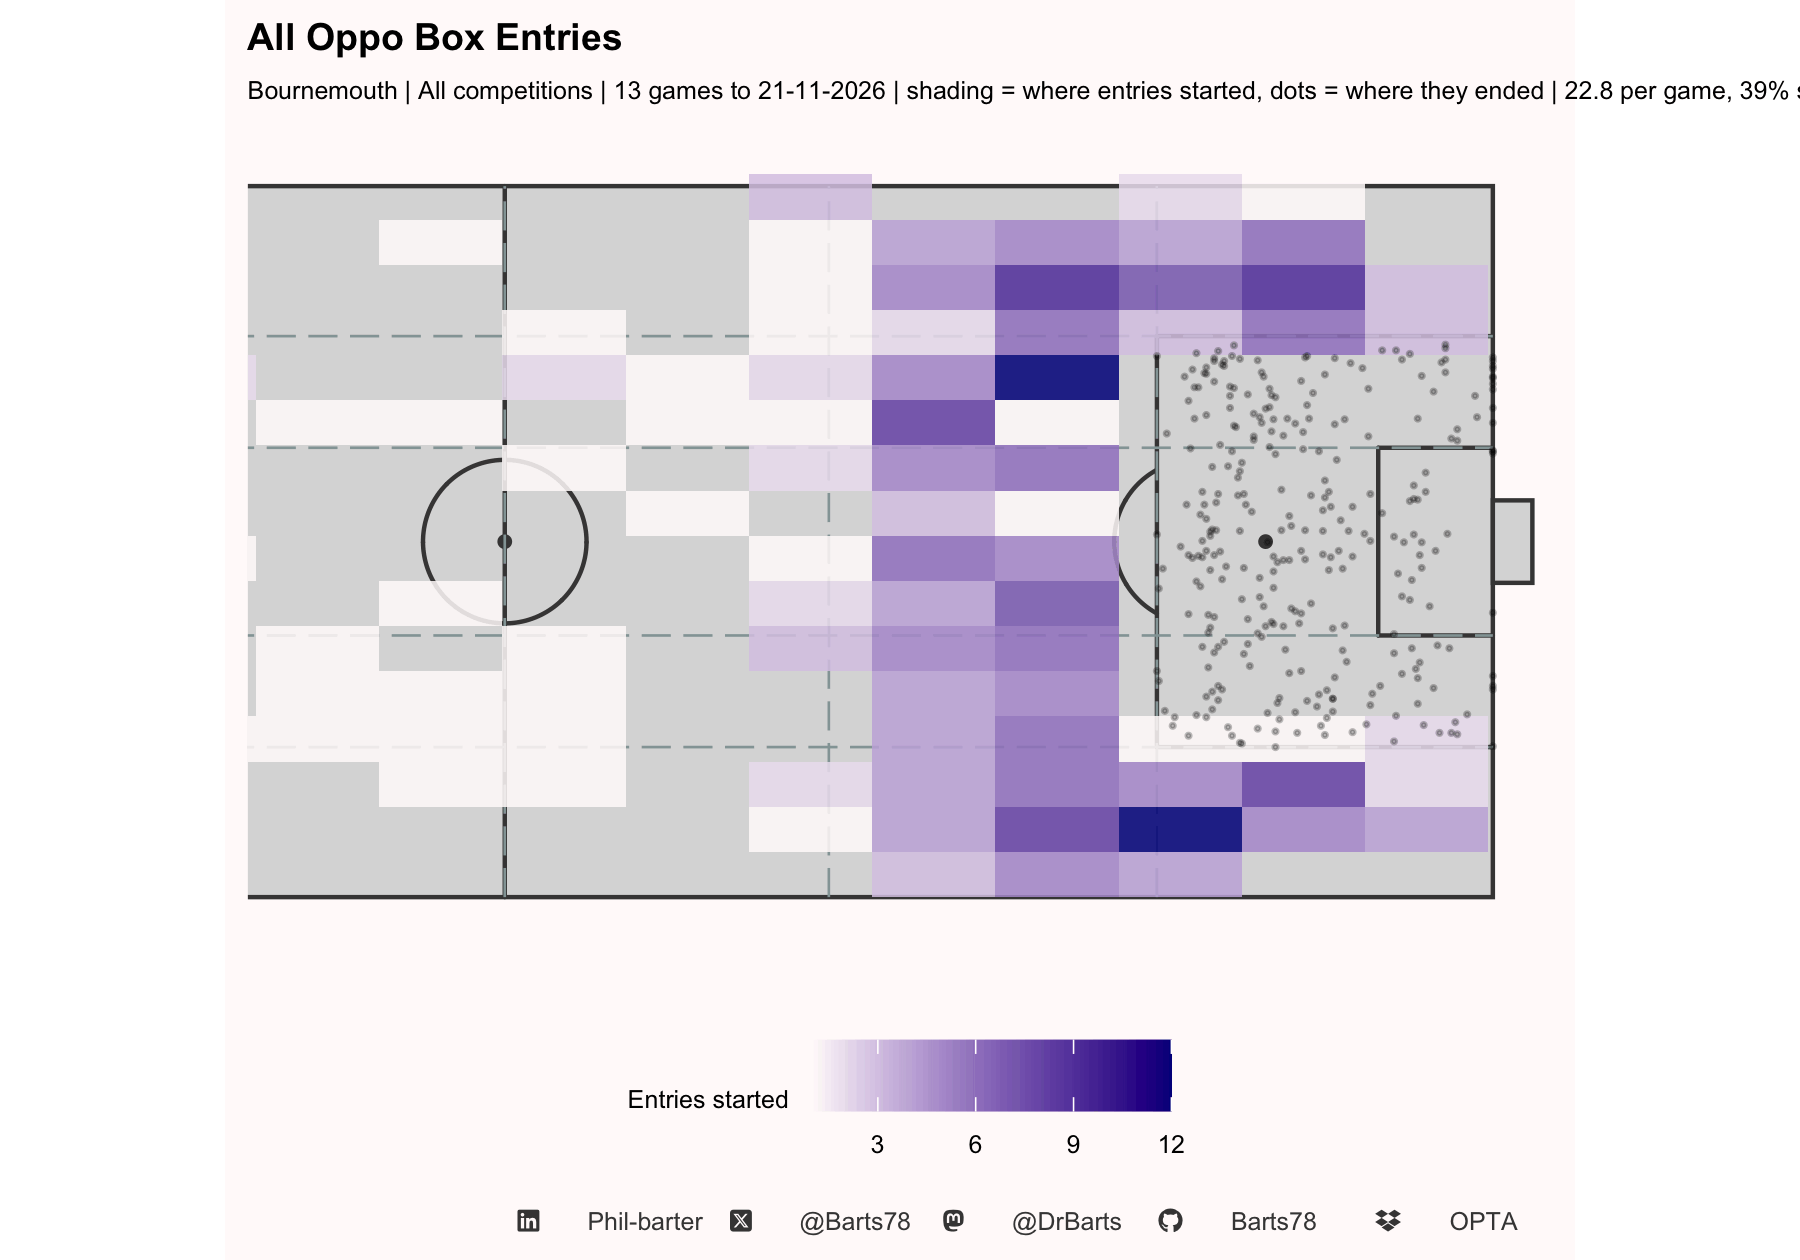 All Oppo Box Entries
Bournemouth | All competitions | 13 games to 21-11-2026 | shading = where entries started, dots = where they ended | 22.8 per game, 39%
Entries started
3 6 9 12
Phil-barter @Barts78 @DrBarts Barts78 OPTA